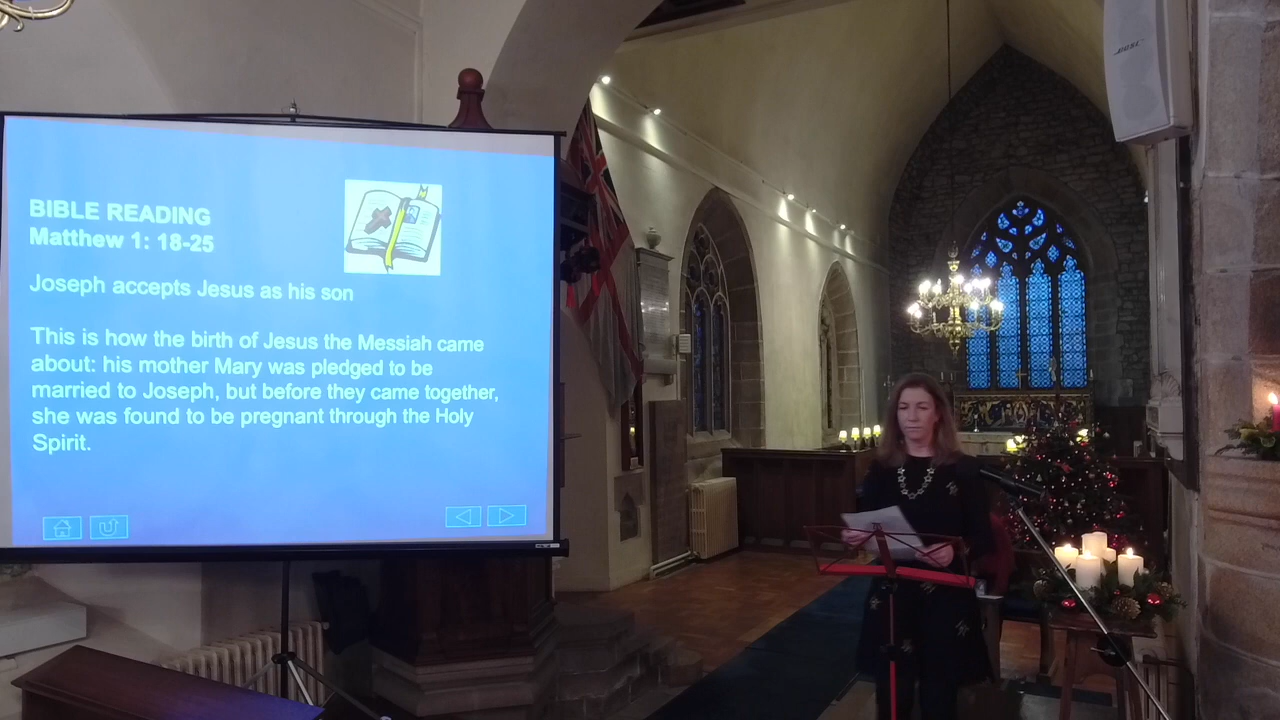 BIBLE READING
Matthew 1: 18-25
Joseph accepts Jesus as his son
This is how the birth of Jesus the Messiah came
about: his mother Mary was pledged to be
married to Joseph, but before they came together,
she was found to be pregnant through the Holy
Spirit.
BOSE